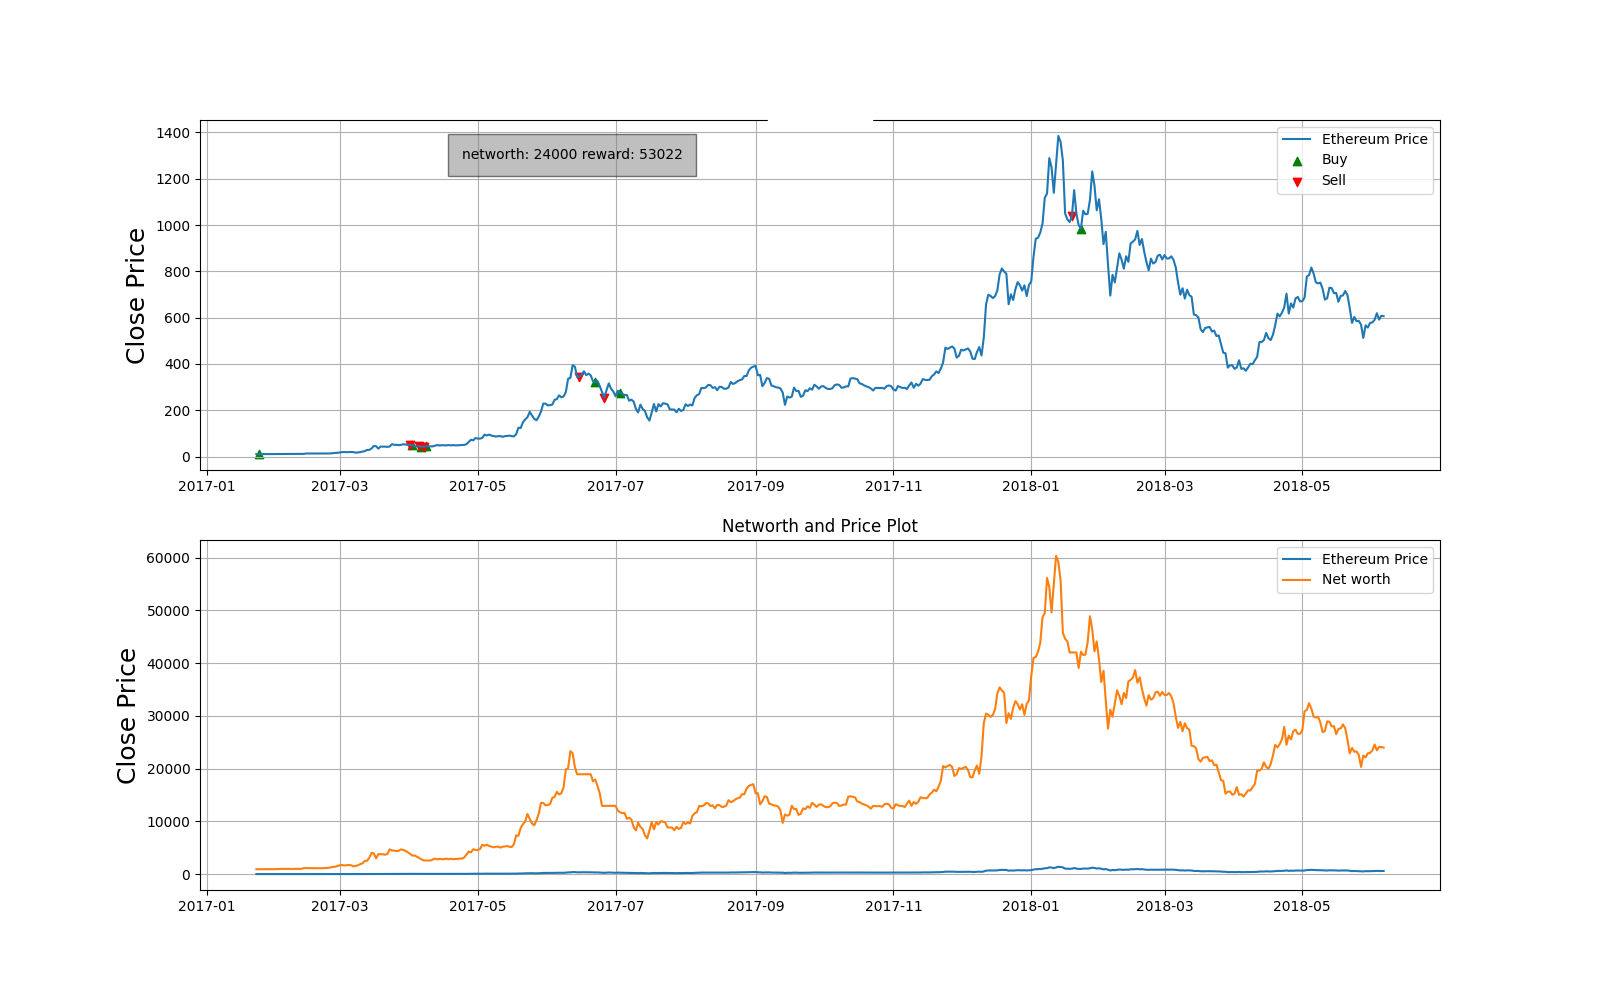 1400
1200
1000
800
600
400
200
0
Close Price
networth: 24000 reward: 53022
Ethereum Price
Buy
Sell
2017-01 2017-03 2017-05 2017-07 2017-09 2017-11 2018-01 2018-03 2018-05
Networth and Price Plot
60000
50000
40000
30000
20000
10000
0
Close Price
Ethereum Price
Net worth
2017-01 2017-03 2017-05 2017-07 2017-09 2017-11 2018-01 2018-03 2018-05